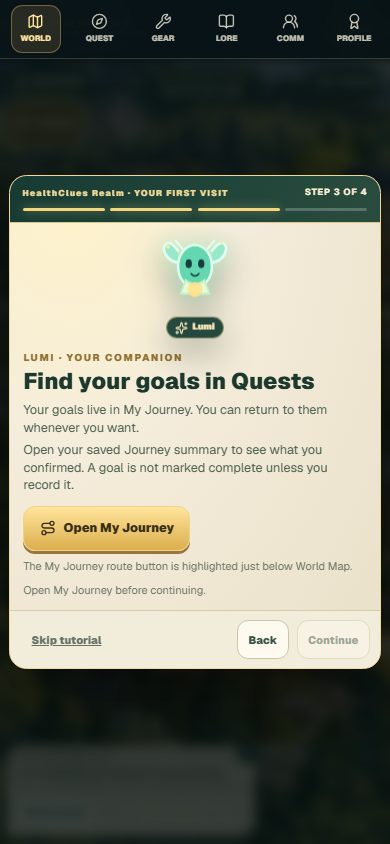 WORLD QUEST GEAR LORE COMM PROFILE
HealthClues Realm · YOUR FIRST VISIT STEP 3 OF 4
Lumi
LUMI · YOUR COMPANION
Find your goals in Quests
Your goals live in My Journey. You can return to them
whenever you want.
Open your saved Journey summary to see what you
confirmed. A goal is not marked complete unless you
record it.
Open My Journey
The My Journey route button is highlighted just below World Map.
Open My Journey before continuing.
Skip tutorial Back Continue